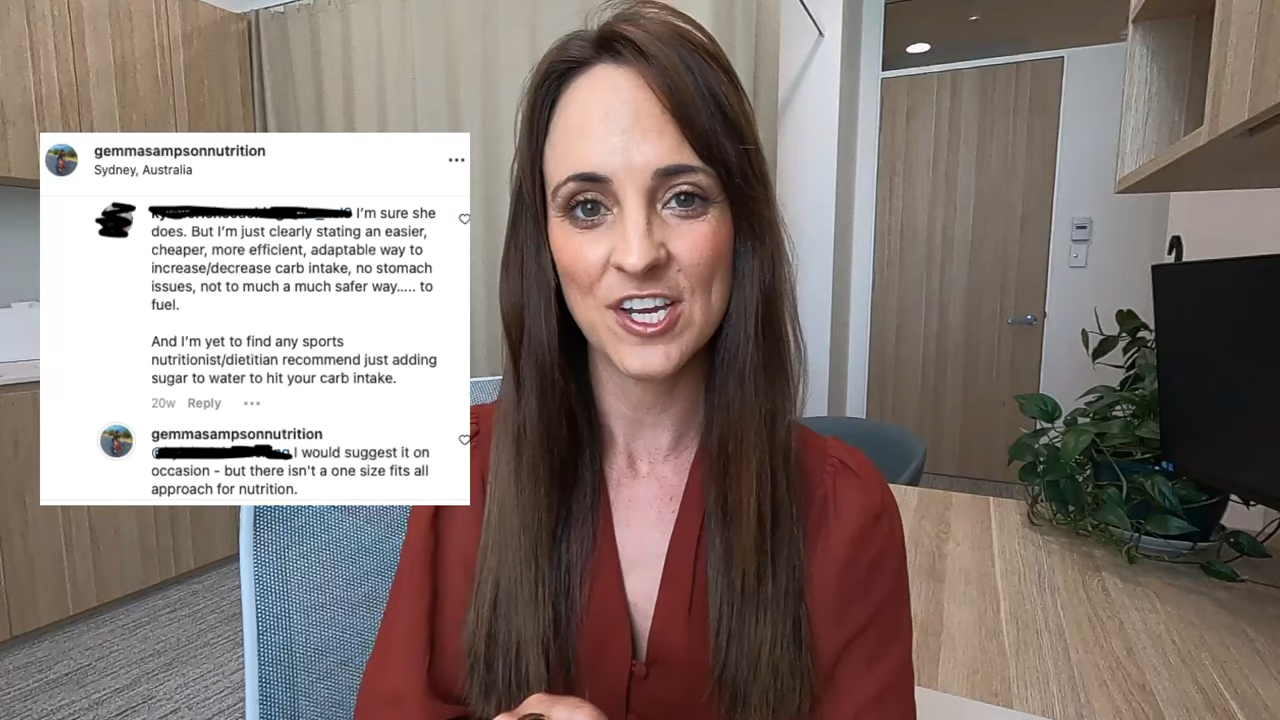 gemmasampsonnutrition
Sydney, Australia
I'm sure she
does. But I'm just clearly stating an easier,
cheaper, more efficient, adaptable way to
increase/decrease carb intake, no stomach
issues, not to much a much safer way..... to
fuel.
And I'm yet to find any sports
nutritionist/dietitian recommend just adding
sugar to water to hit your carb intake.
20w Reply ...
gemmasampsonnutrition
I would suggest it on
occasion - but there isn't a one size fits all
approach for nutrition.